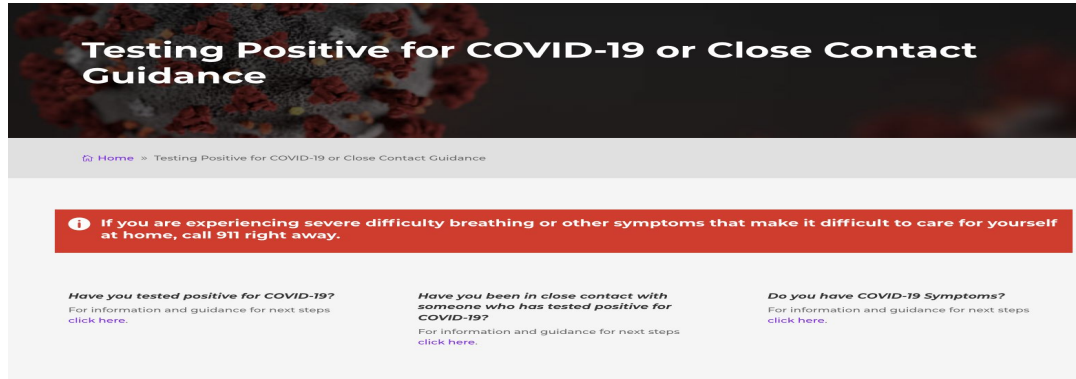 Testing Positive for COVID-19 or Close Contact
Guidance
Home » Testing Positive for COVID-19 or Close Contact Guidance
If you are experiencing severe difficulty breathing or other symptoms that make it difficult to care for yourself
at home, call 911 right away.
Have you tested positive for COVID-19?
For information and guidance for next steps
click here.
Have you been in close contact with
someone who has tested positive for
COVID-19?
For information and guidance for next steps
click here.
Do you have COVID-19 Symptoms?
For information and guidance for next steps
click here.